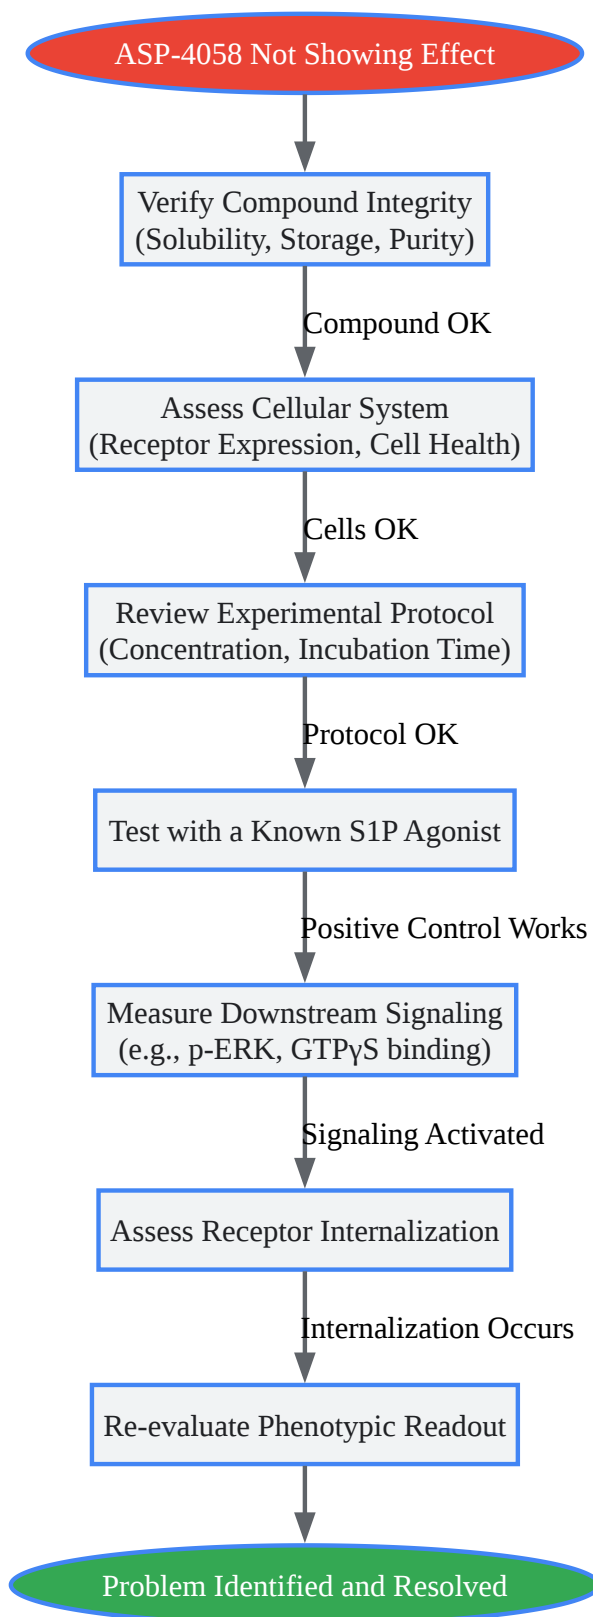 ASP-4058 Not Showing Effect
Verify Compound Integrity
(Solubility, Storage, Purity)
Compound OK
Assess Cellular System
(Receptor Expression, Cell Health)
Cells OK
Review Experimental Protocol
(Concentration, Incubation Time)
Protocol OK
Test with a Known S1P Agonist
Positive Control Works
Measure Downstream Signaling
(e.g., p-ERK, GTPγS binding)
Signaling Activated
Assess Receptor Internalization
Internalization Occurs
Re-evaluate Phenotypic Readout
Problem Identified and Resolved